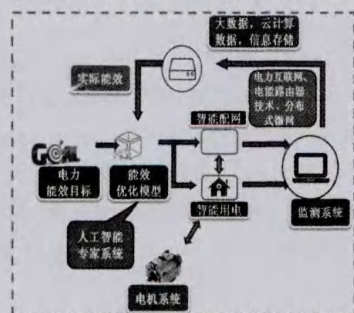 大数据，云计算
数据，信息存储
实际能效
电力互联网、
电能路由器
技术、分布
式微网
智能配网
GOAL
电力
能效目标
能效
优化模型
智能用电
监测系统
人工智能
专家系统
电机系统